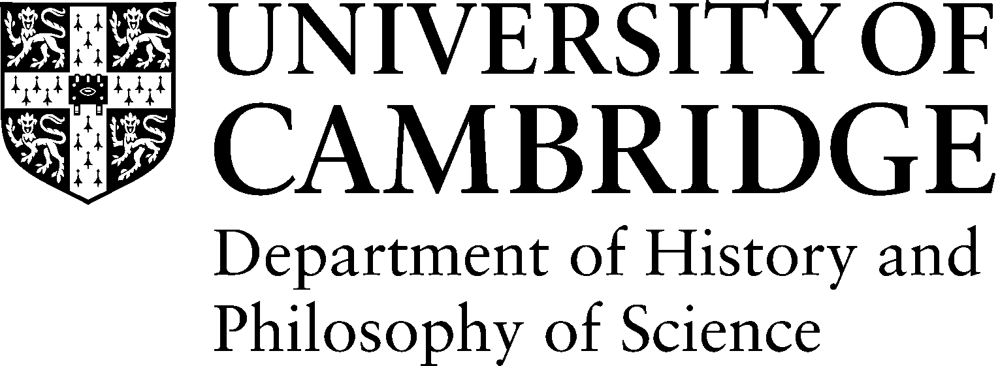 UNIVERSITY OF
CAMBRIDGE
Department of History and
Philosophy of Science